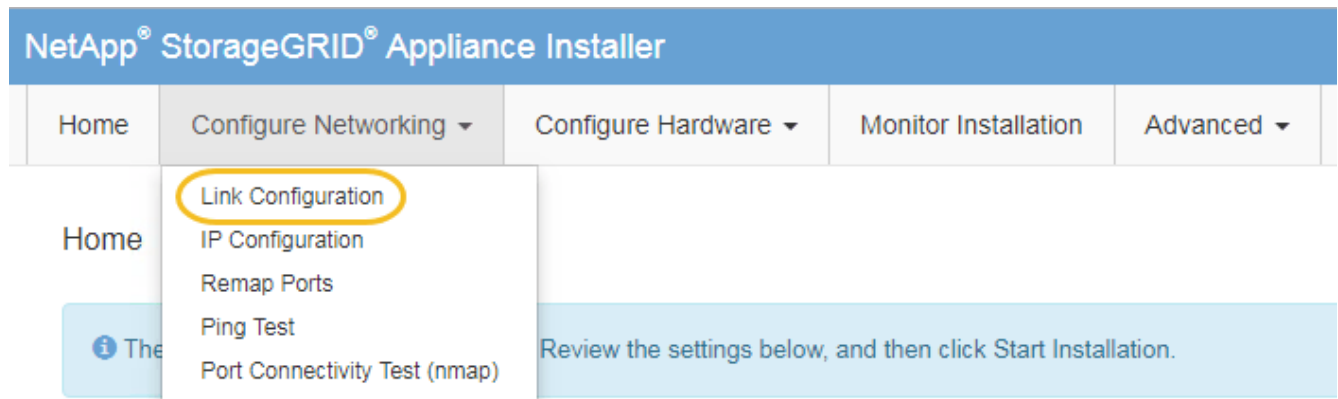 NetApp® StorageGRID® Appliance Installer
Home Configure Networking Configure Hardware Monitor Installation Advanced
Link Configuration
Home
IP Configuration
Remap Ports
Ping Test
The Review the settings below, and then click Start Installation.
Port Connectivity Test (nmap)